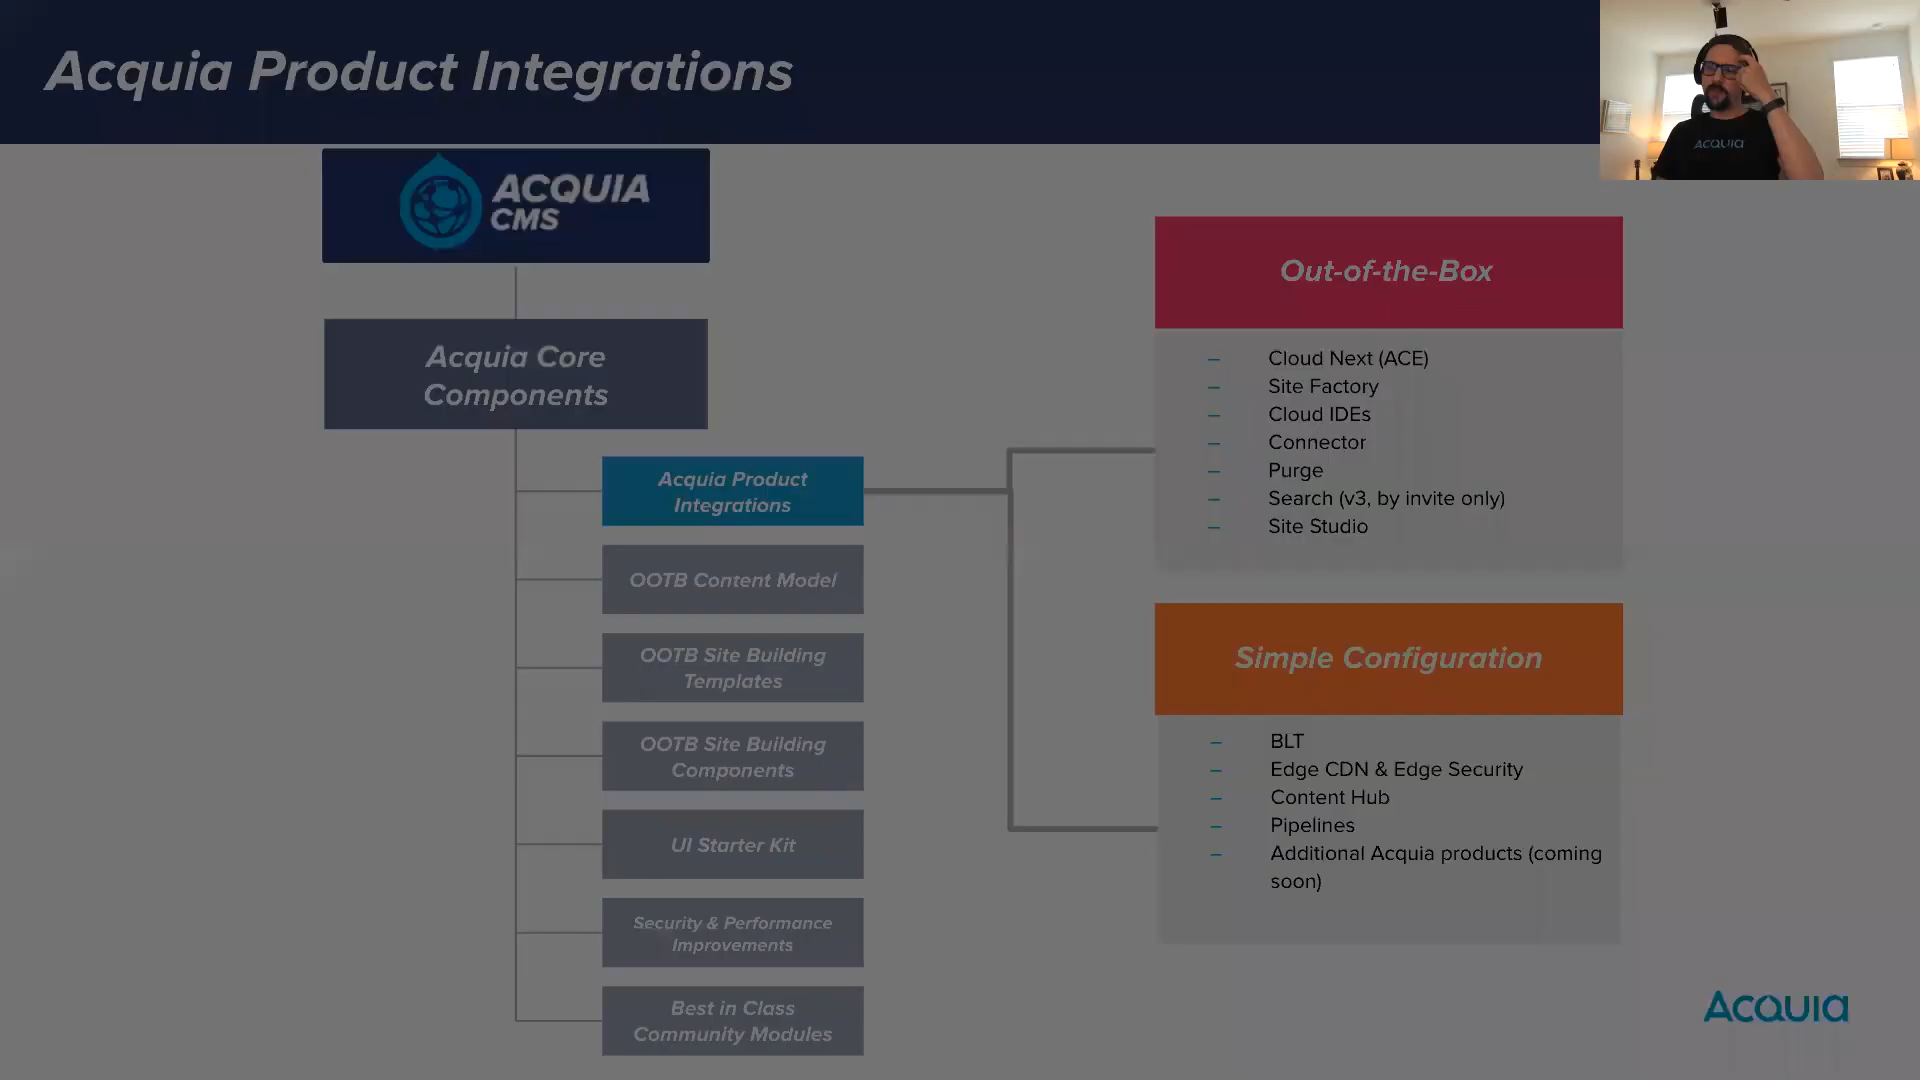 Acquia Product Integrations
ACQUIA
ACQUIA
CMS
Acquia Core
Components
Acquia Product
Integrations
OOTB Content Model
OOTB Site Building
Templates
OOTB Site Building
Components
UI Starter Kit
Security & Performance
Improvements
Best in Class
Community Modules
Out-of-the-Box
– Cloud Next (ACE)
– Site Factory
– Cloud IDEs
– Connector
– Purge
– Search (v3, by invite only)
– Site Studio
Simple Configuration
– BLT
– Edge CDN & Edge Security
– Content Hub
– Pipelines
– Additional Acquia products (coming
soon)
ACQUIA